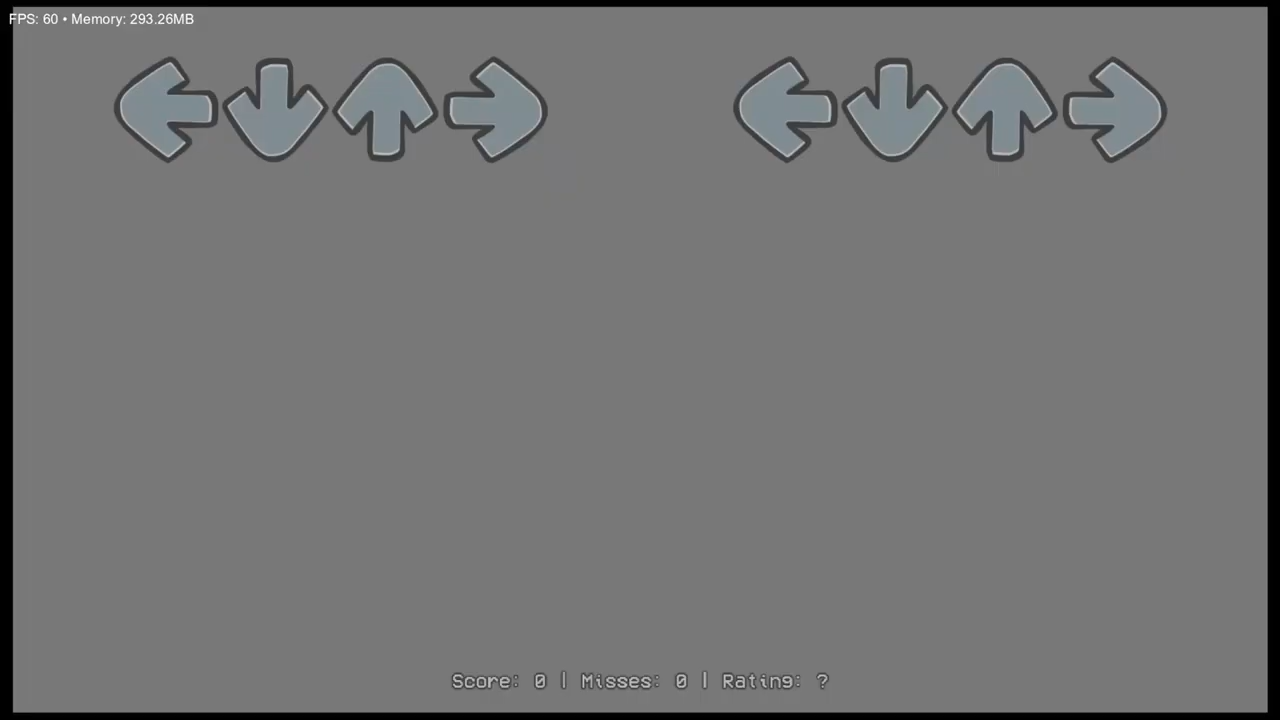 FPS: 60 • Memory: 293.26MB
Score: 0 | Misses: 0 | Rating: ?